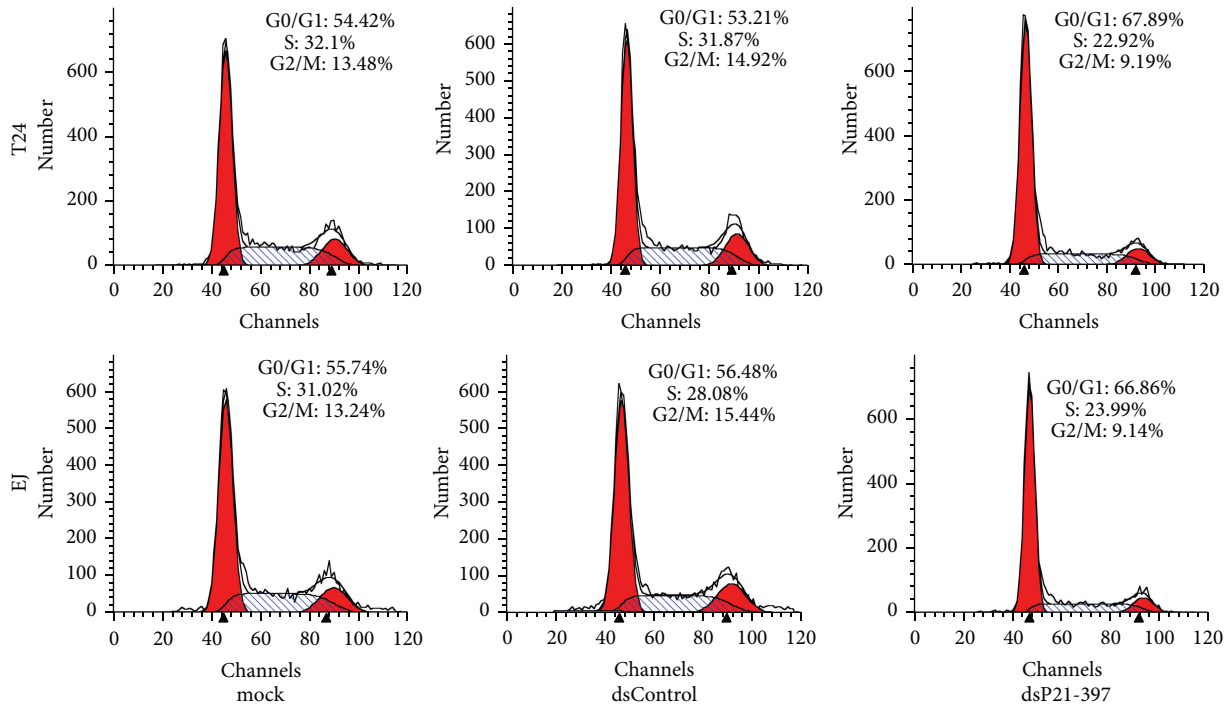 T24
Number
600
400
200
0
G0/G1: 54.42%
S: 32.1%
G2/M: 13.48%
0 20 40 60 80 100 120
Channels
Number
600
500
400
300
200
100
0
G0/G1: 53.21%
S: 31.87%
G2/M: 14.92%
0 20 40 60 80 100 120
Channels
Number
600
400
200
0
G0/G1: 67.89%
S: 22.92%
G2/M: 9.19%
0 20 40 60 80 100 120
Channels
EJ
Number
600
500
400
300
200
100
0
G0/G1: 55.74%
S: 31.02%
G2/M: 13.24%
0 20 40 60 80 100 120
Channels
mock
Number
600
500
400
300
200
100
0
G0/G1: 56.48%
S: 28.08%
G2/M: 15.44%
0 20 40 60 80 100 120
Channels
dsControl
Number
600
400
200
0
G0/G1: 66.86%
S: 23.99%
G2/M: 9.14%
0 20 40 60 80 100 120
Channels
dsP21-397